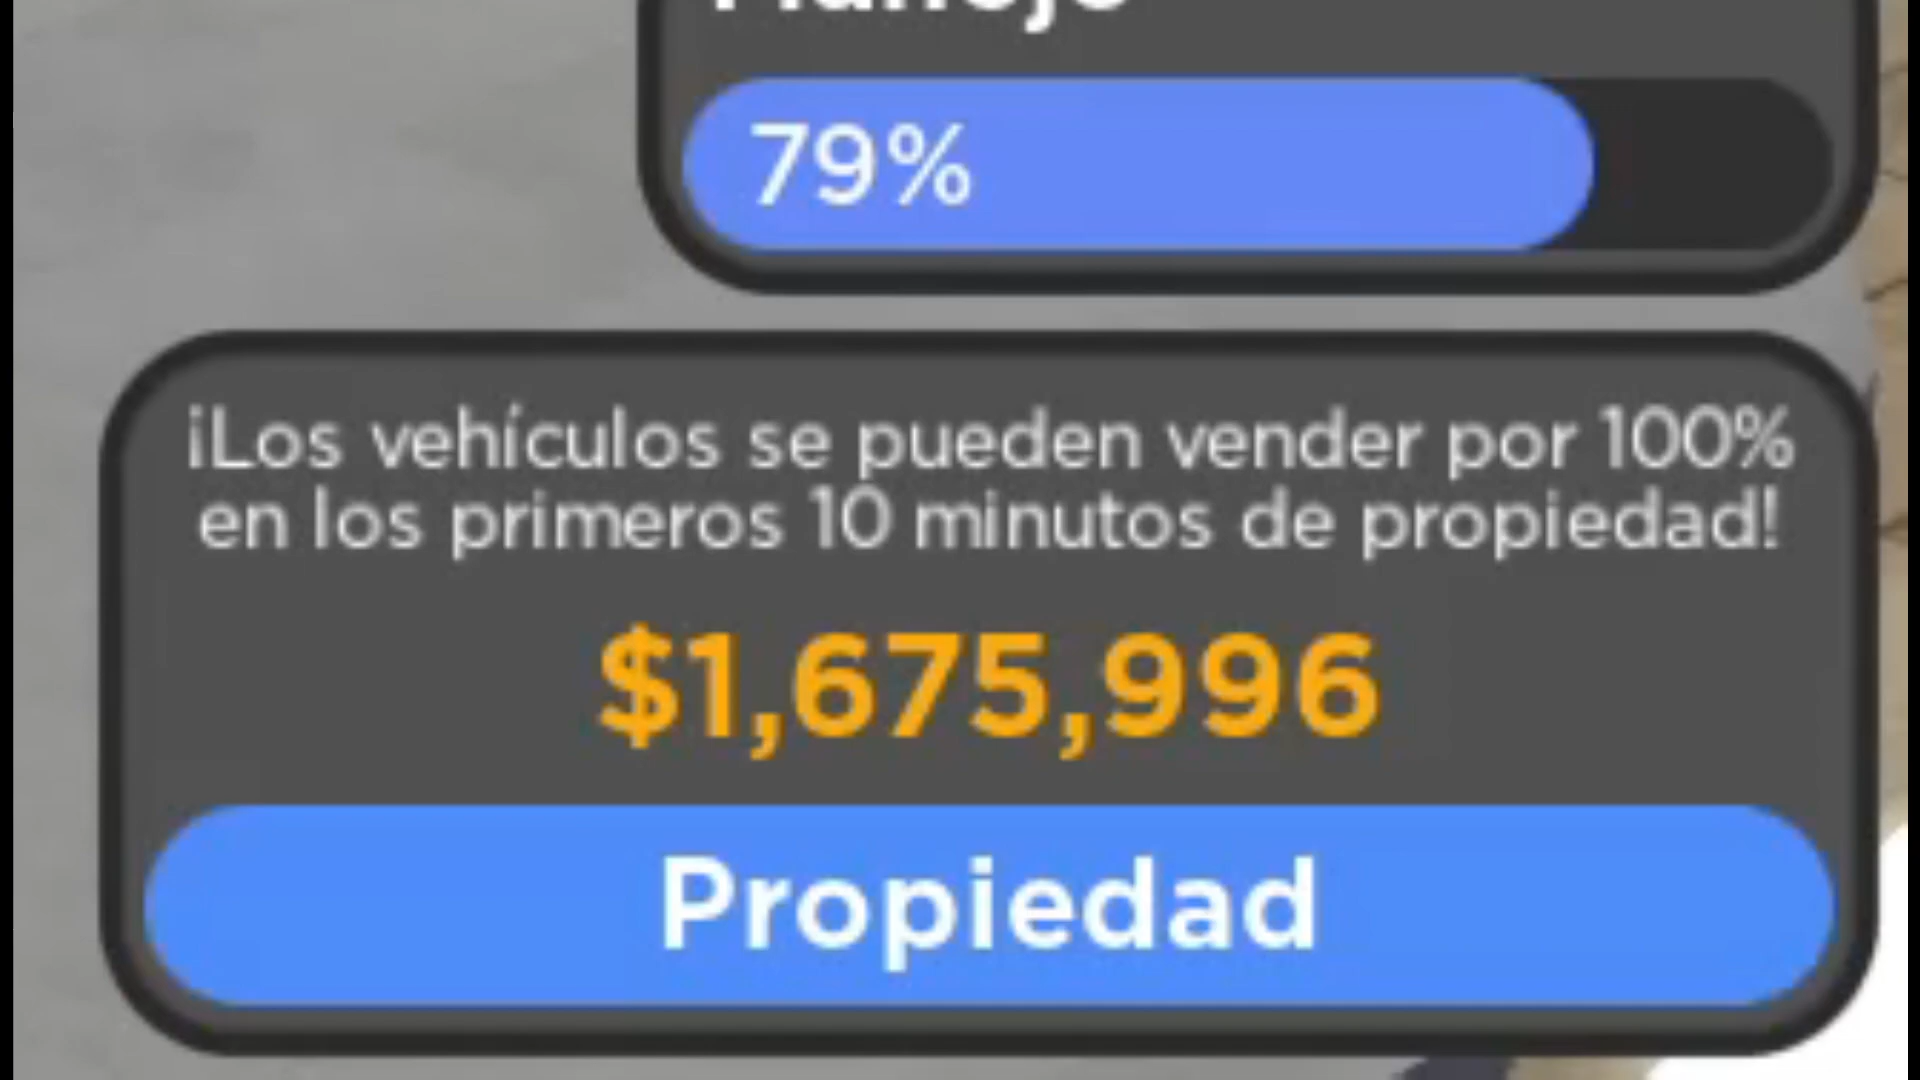 Manejo
79%
¡Los vehículos se pueden vender por 100%
en los primeros 10 minutos de propiedad!
$1,675,996
Propiedad